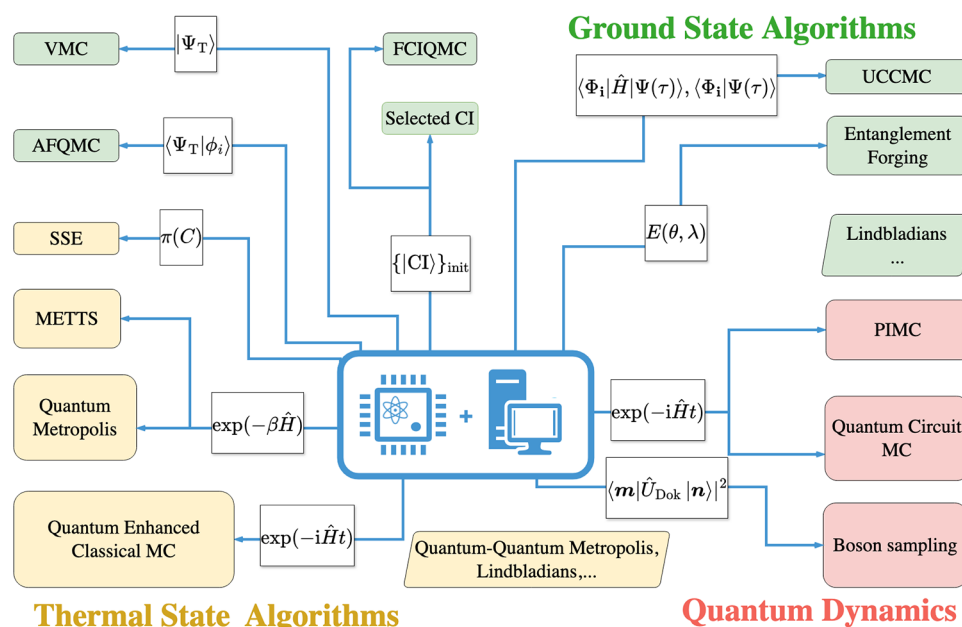 Ground State Algorithms
VMC
|Ψ_T⟩
FCIQMC
⟨Φ_i|Ĥ|Ψ(τ)⟩, ⟨Φ_i|Ψ(τ)⟩
UCCMC
Selected CI
AFQMC
⟨Ψ_T|ϕ_i⟩
Entanglement
Forging
SSE
π(C)
E(θ, λ)
Lindbladians
...
{|CI⟩}_init
METTS
PIMC
+
Quantum
Metropolis
exp(−βĤ)
exp(−iĤt)
Quantum Circuit
MC
⟨m|Û_Dok |n⟩|²
Quantum Enhanced
Classical MC
exp(−iĤt)
Quantum-Quantum Metropolis,
Lindbladians,...
Boson sampling
Thermal State Algorithms
Quantum Dynamics